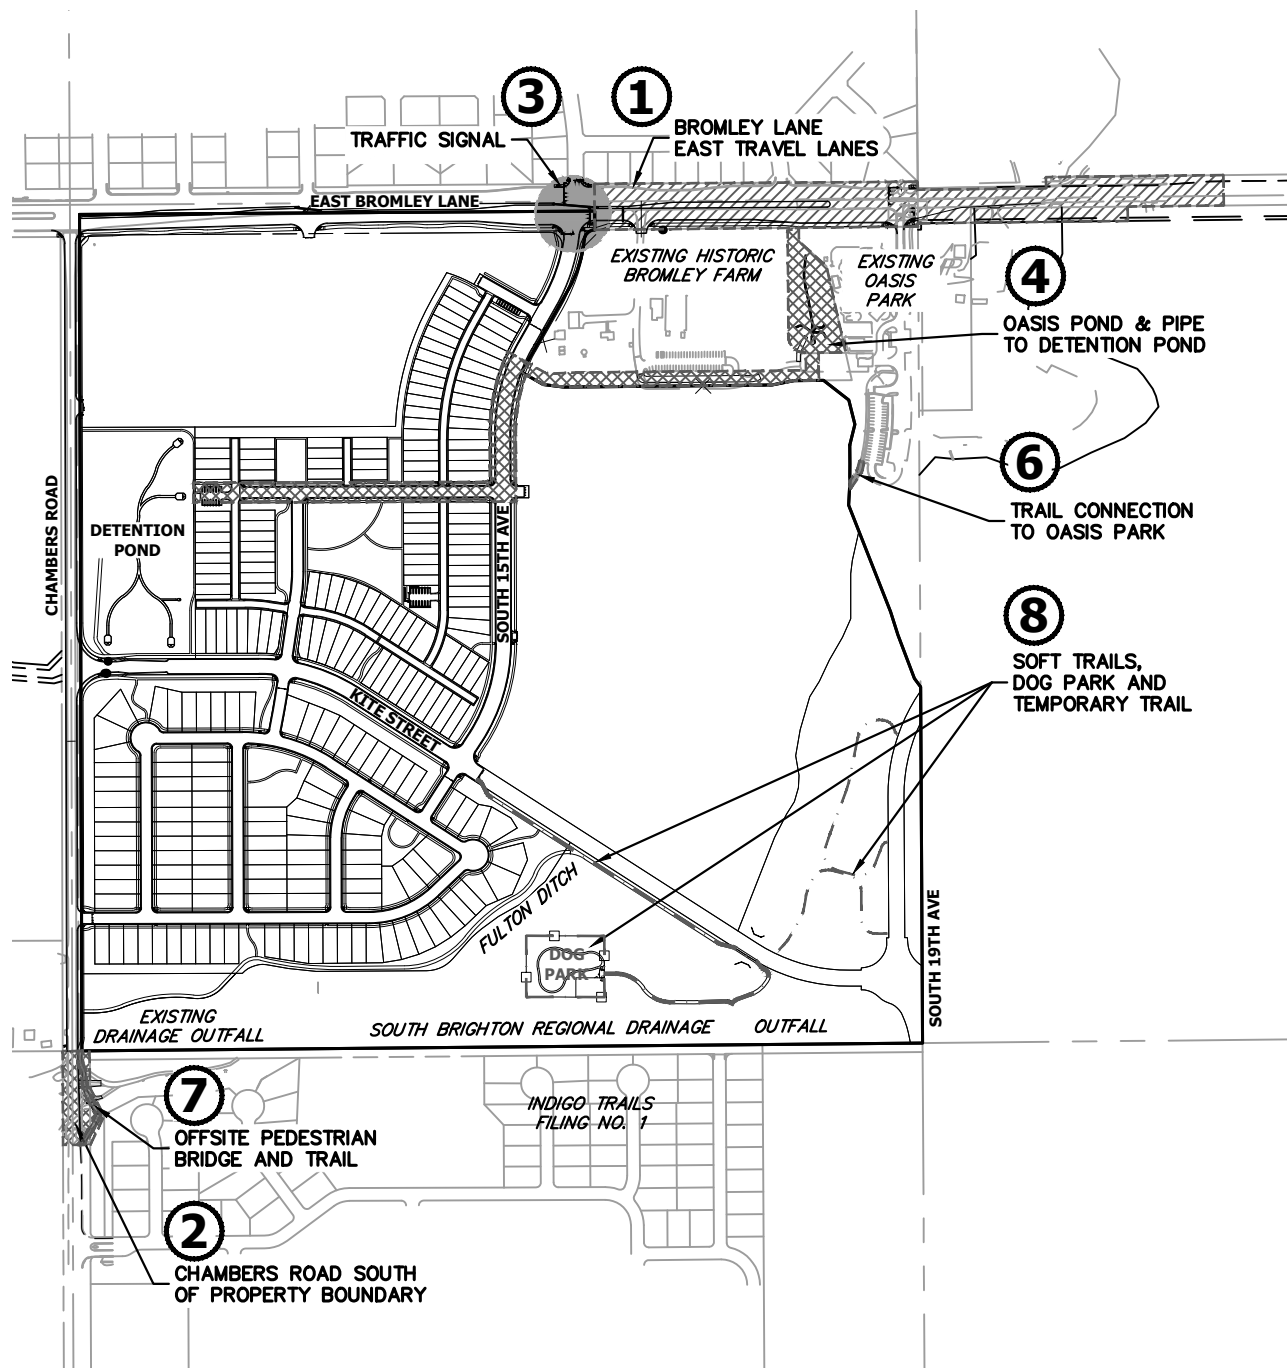 3
1
TRAFFIC SIGNAL
BROMLEY LANE
EAST TRAVEL LANES
EAST BROMLEY LANE
EXISTING HISTORIC
BROMLEY FARM
EXISTING
OASIS
PARK
4
OASIS POND & PIPE
TO DETENTION POND
6
TRAIL CONNECTION
TO OASIS PARK
CHAMBERS ROAD
DETENTION
POND
SOUTH 15TH AVE
8
SOFT TRAILS,
DOG PARK AND
TEMPORARY TRAIL
KITE STREET
FULTON DITCH
DOG
PARK
SOUTH 19TH AVE
EXISTING
DRAINAGE OUTFALL
SOUTH BRIGHTON REGIONAL DRAINAGE OUTFALL
7
OFFSITE PEDESTRIAN
BRIDGE AND TRAIL
INDIGO TRAILS
FILING NO. 1
2
CHAMBERS ROAD SOUTH
OF PROPERTY BOUNDARY